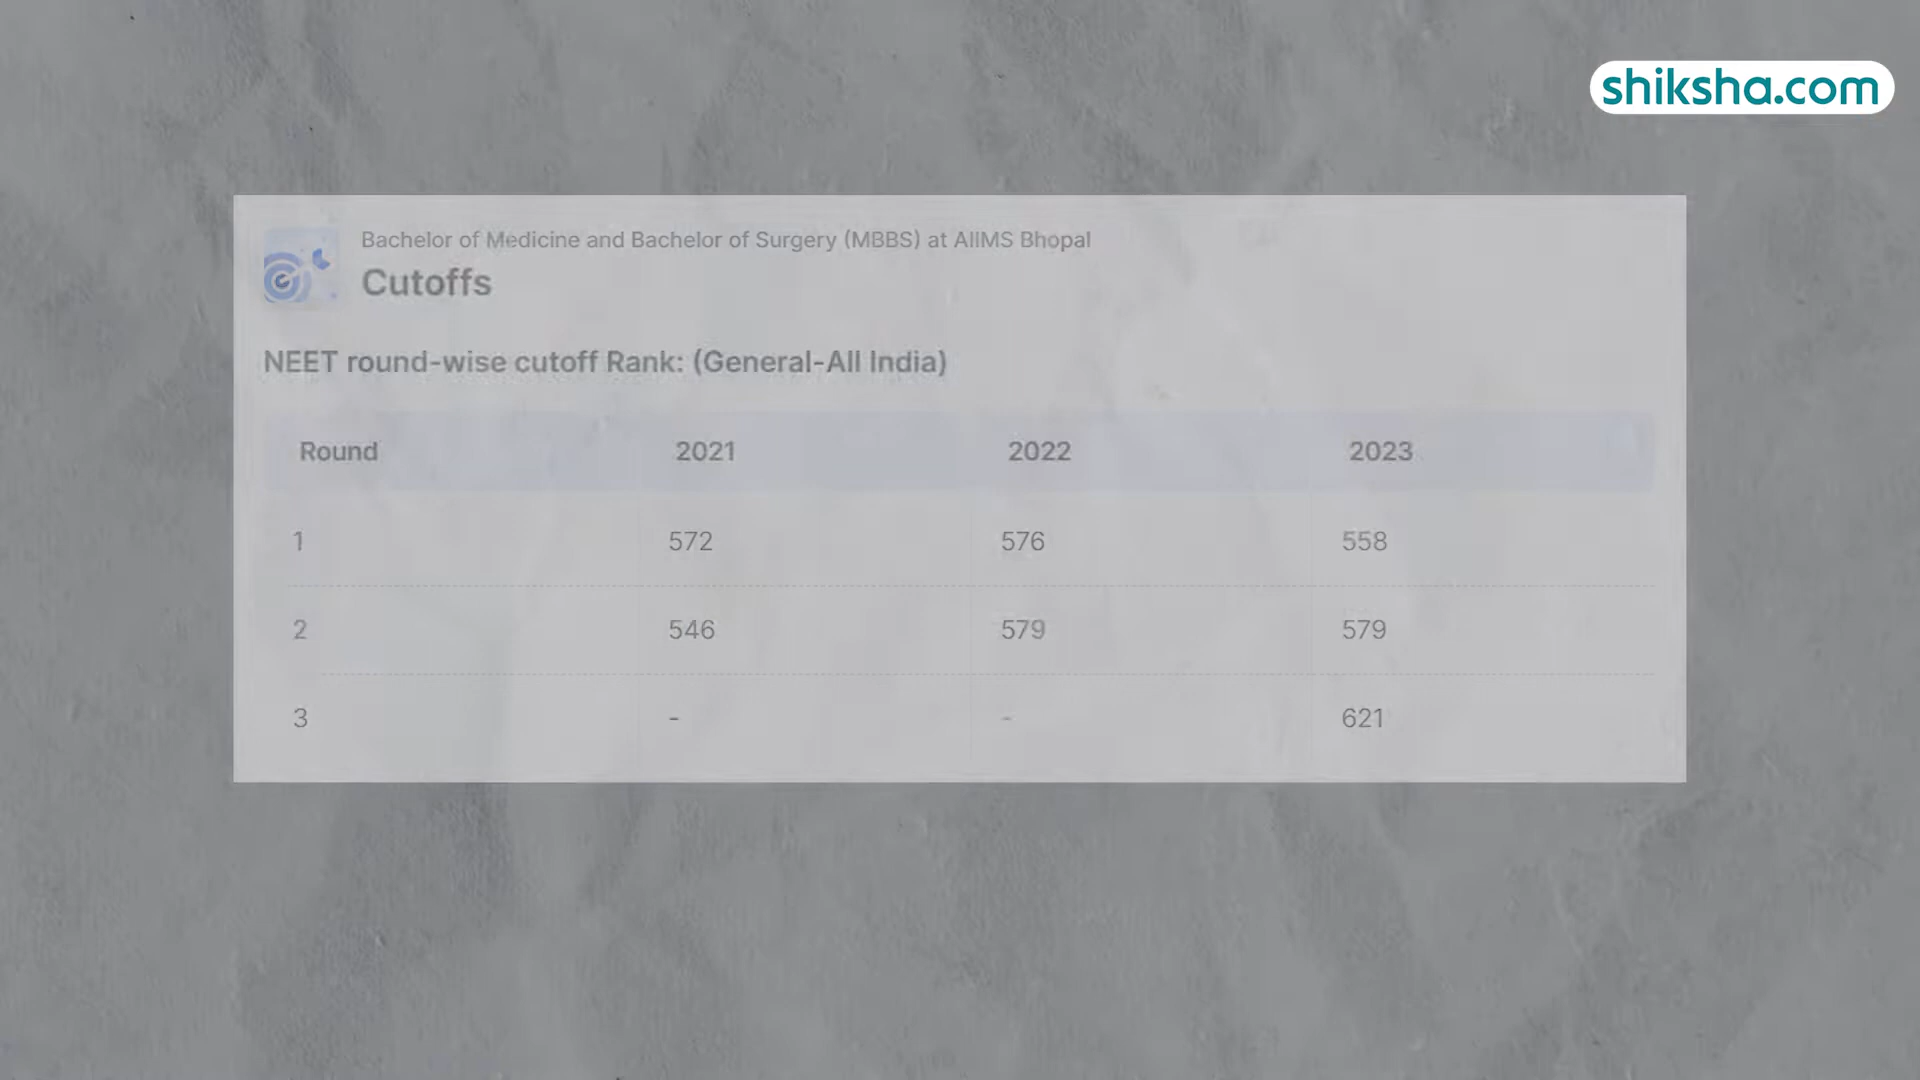 shiksha.com
Bachelor of Medicine and Bachelor of Surgery (MBBS) at AIIMS Bhopal
Cutoffs
NEET round-wise cutoff Rank: (General-All India)
Round 2021 2022 2023
1 572 576 558
2 546 579 579
3 - - 621